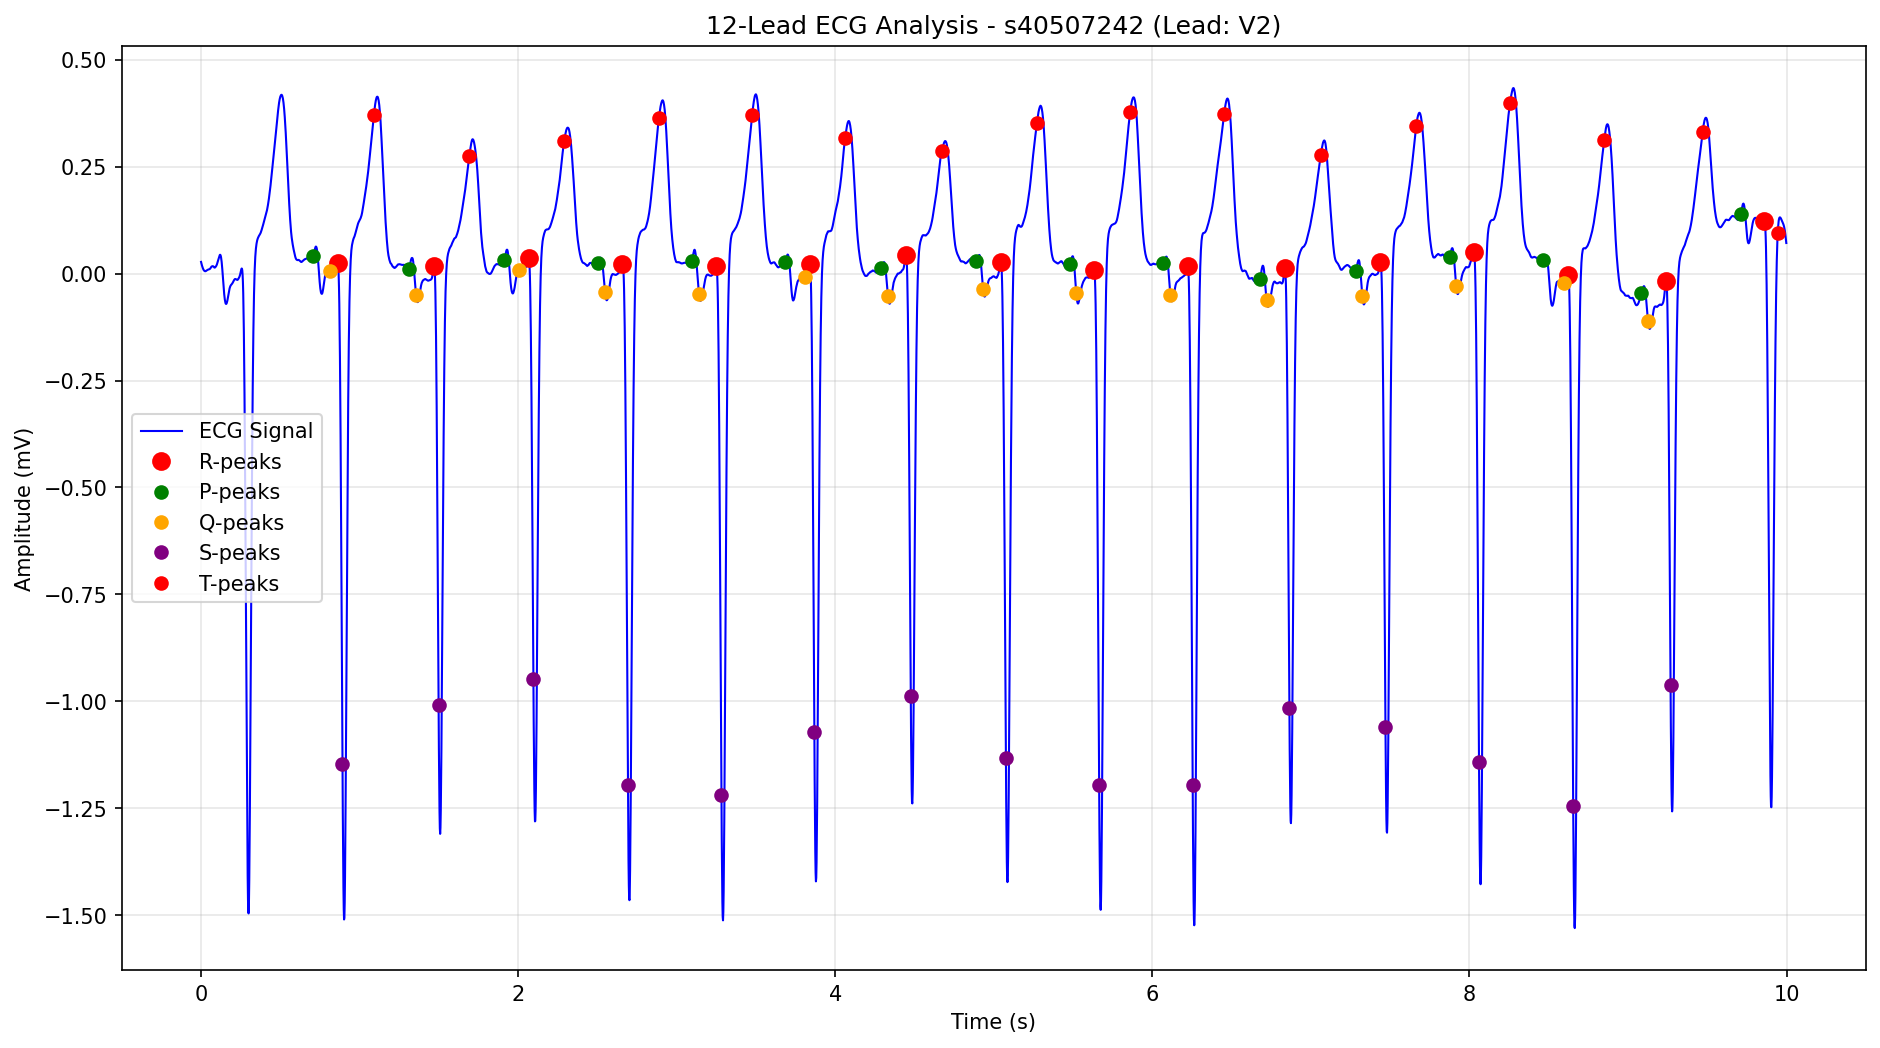 12-Lead ECG Analysis - s40507242 (Lead: V2)
0.50
0.25
0.00
−0.25
−0.50
−0.75
−1.00
−1.25
−1.50
Amplitude (mV)
ECG Signal
R-peaks
P-peaks
Q-peaks
S-peaks
T-peaks
0 2 4 6 8 10
Time (s)